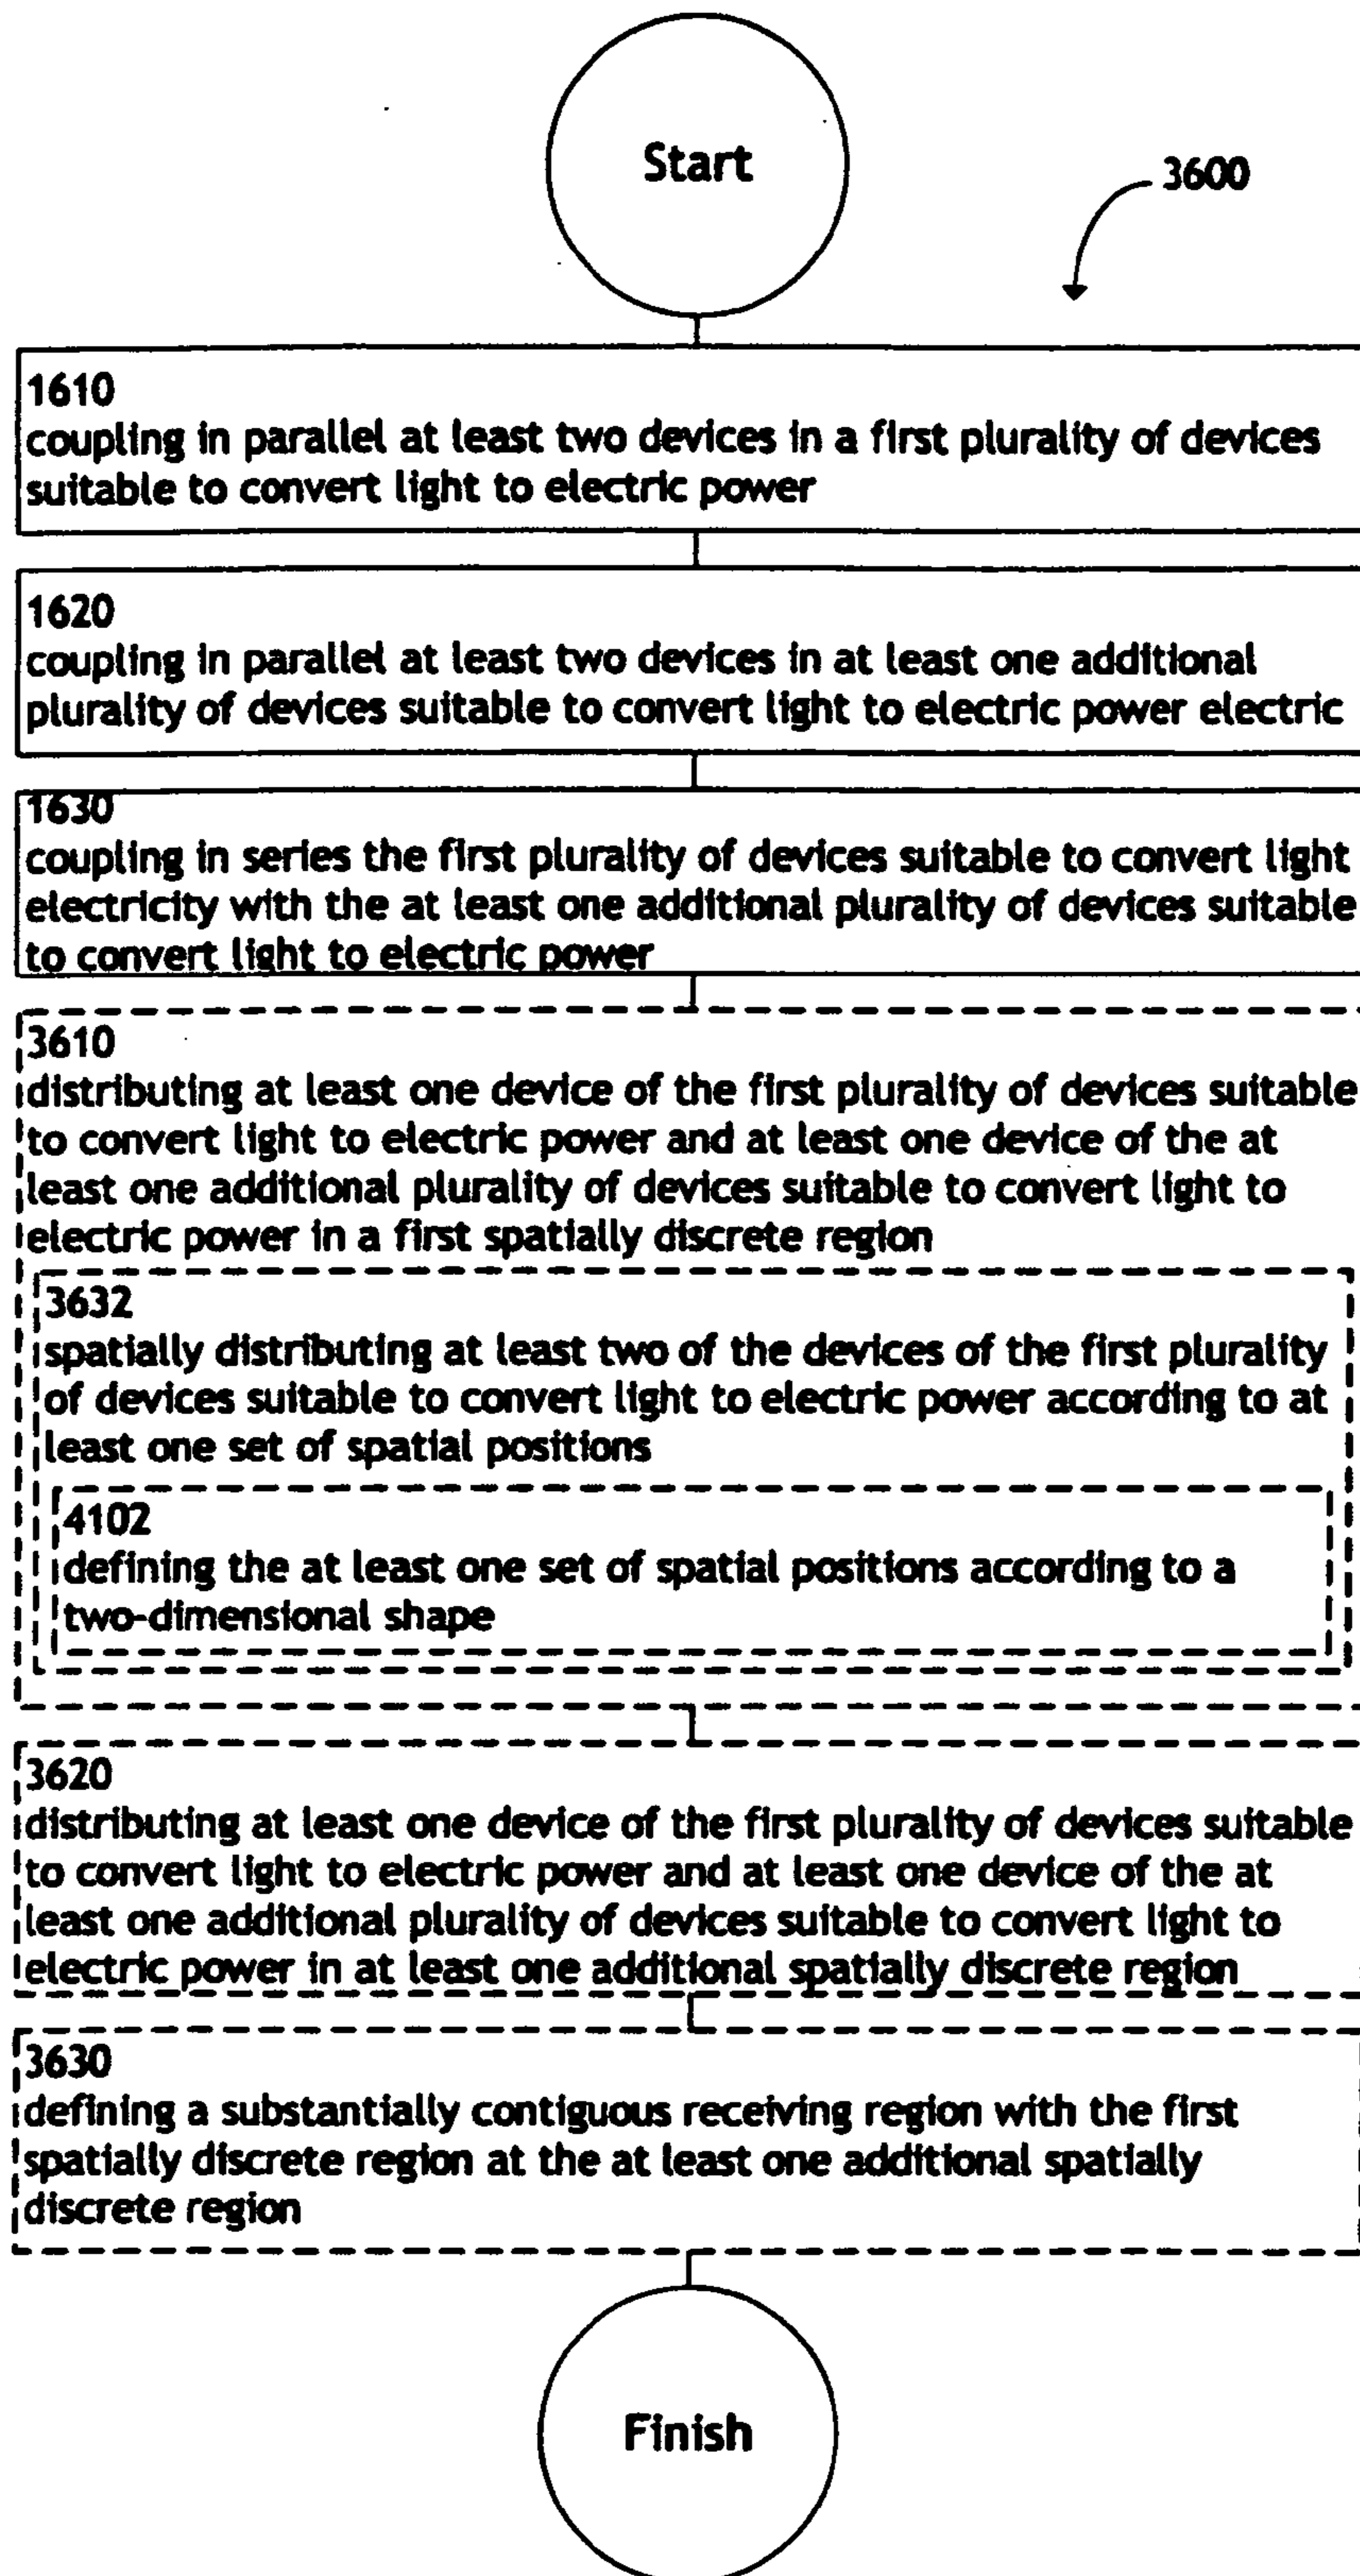 Start
3600
1610
coupling in parallel at least two devices in a first plurality of devices
suitable to convert light to electric power
1620
coupling in parallel at least two devices in at least one additional
plurality of devices suitable to convert light to electric power electric
1630
coupling in series the first plurality of devices suitable to convert light
electricity with the at least one additional plurality of devices suitable
to convert light to electric power
3610
distributing at least one device of the first plurality of devices suitable
to convert light to electric power and at least one device of the at
least one additional plurality of devices suitable to convert light to
electric power in a first spatially discrete region
3632
spatially distributing at least two of the devices of the first plurality
of devices suitable to convert light to electric power according to at
least one set of spatial positions
4102
defining the at least one set of spatial positions according to a
two-dimensional shape
3620
distributing at least one device of the first plurality of devices suitable
to convert light to electric power and at least one device of the at
least one additional plurality of devices suitable to convert light to
electric power in at least one additional spatially discrete region
3630
defining a substantially contiguous receiving region with the first
spatially discrete region at the at least one additional spatially
discrete region
Finish